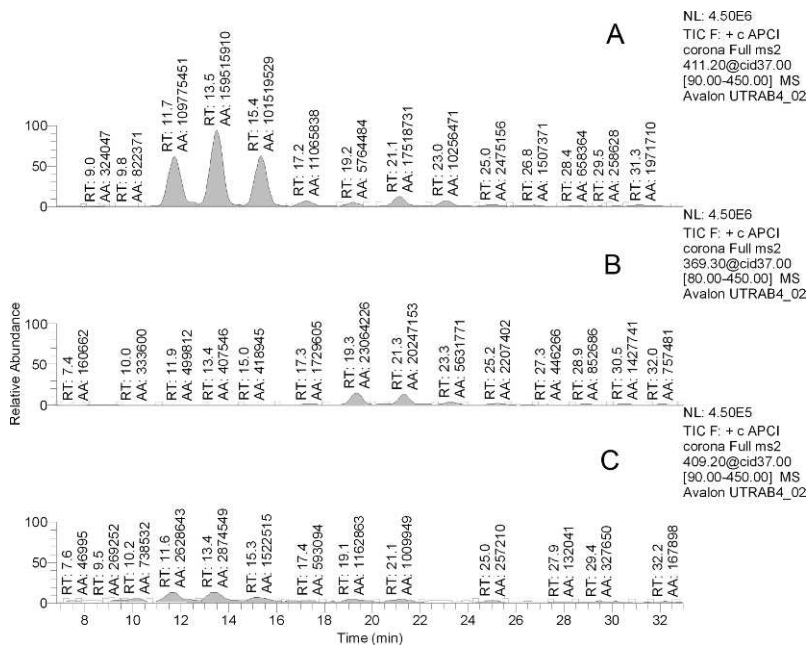 A
NL: 4.50E6
TIC F: + c APCI
corona Full ms2
411.20@cid37.00
[90.00-450.00] MS
Avalon UTRAB4_02
RT: 9.0
AA: 324047
RT: 9.8
AA: 822371
RT: 11.7
AA: 109775451
RT: 13.5
AA: 159515910
RT: 15.4
AA: 101519529
RT: 17.2
AA: 11065838
RT: 19.2
AA: 5764484
RT: 21.1
AA: 17518731
RT: 23.0
AA: 10256471
RT: 25.0
AA: 2475156
RT: 26.8
AA: 1507371
RT: 28.4
AA: 658364
RT: 29.5
AA: 258628
RT: 31.3
AA: 1971710
100
50
0
B
NL: 4.50E6
TIC F: + c APCI
corona Full ms2
369.30@cid37.00
[80.00-450.00] MS
Avalon UTRAB4_02
RT: 7.4
AA: 160662
RT: 10.0
AA: 333600
RT: 11.9
AA: 499812
RT: 13.4
AA: 407546
RT: 15.0
AA: 418945
RT: 17.3
AA: 1729605
RT: 19.3
AA: 23064226
RT: 21.3
AA: 20247153
RT: 23.3
AA: 5631771
RT: 25.2
AA: 2207402
RT: 27.3
AA: 446266
RT: 28.9
AA: 852686
RT: 30.5
AA: 1427741
RT: 32.0
AA: 757481
100
50
0
Relative Abundance
C
NL: 4.50E5
TIC F: + c APCI
corona Full ms2
409.20@cid37.00
[90.00-450.00] MS
Avalon UTRAB4_02
RT: 7.6
AA: 46995
RT: 9.5
AA: 269252
RT: 10.2
AA: 738532
RT: 11.6
AA: 2628643
RT: 13.4
AA: 2874549
RT: 15.3
AA: 1522515
RT: 17.4
AA: 593094
RT: 19.1
AA: 1162863
RT: 21.1
AA: 1009949
RT: 25.0
AA: 257210
RT: 27.9
AA: 132041
RT: 29.4
AA: 327650
RT: 32.2
AA: 167898
100
50
0
8 10 12 14 16 18 20 22 24 26 28 30 32
Time (min)